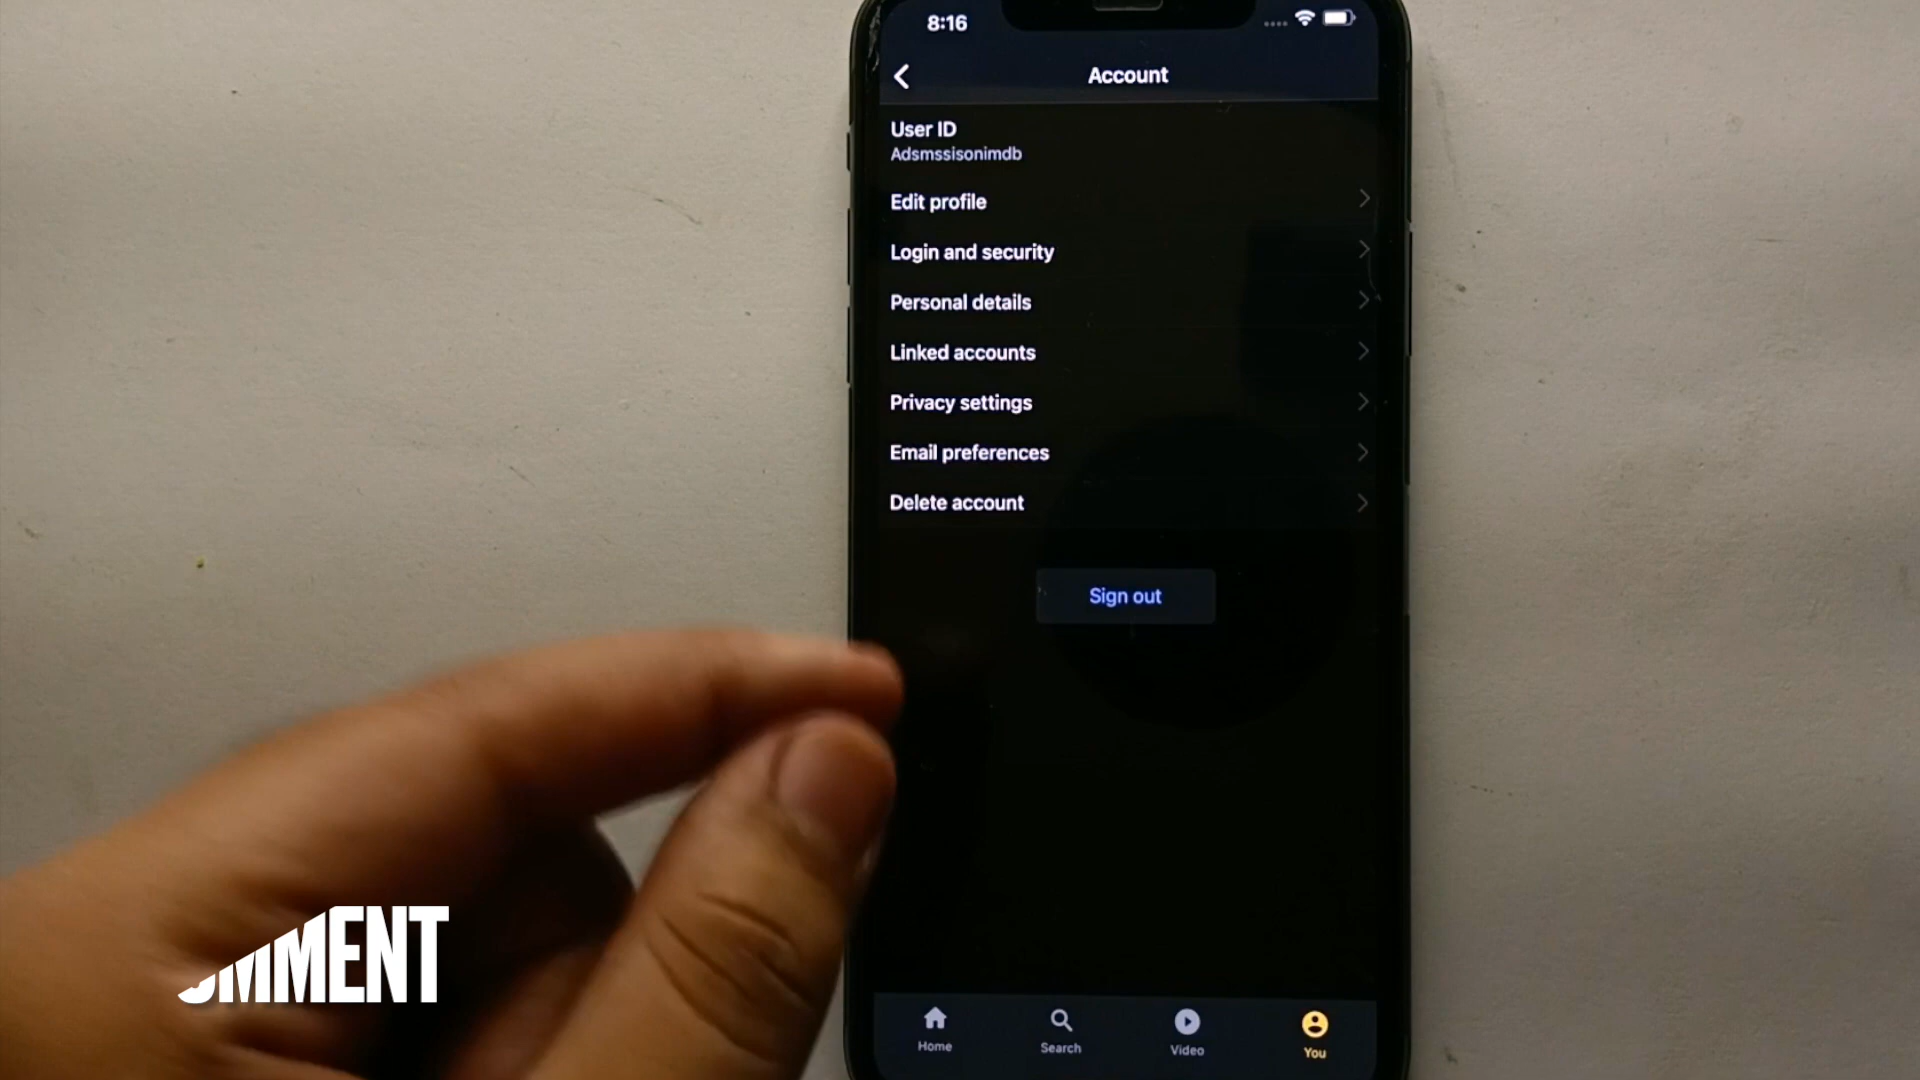 8:16
Account
User ID
Adsmssisonimdb
Edit profile
Login and security
Personal details
Linked accounts
Privacy settings
Email preferences
Delete account
Sign out
OMMENT
Home
Search
Video
You